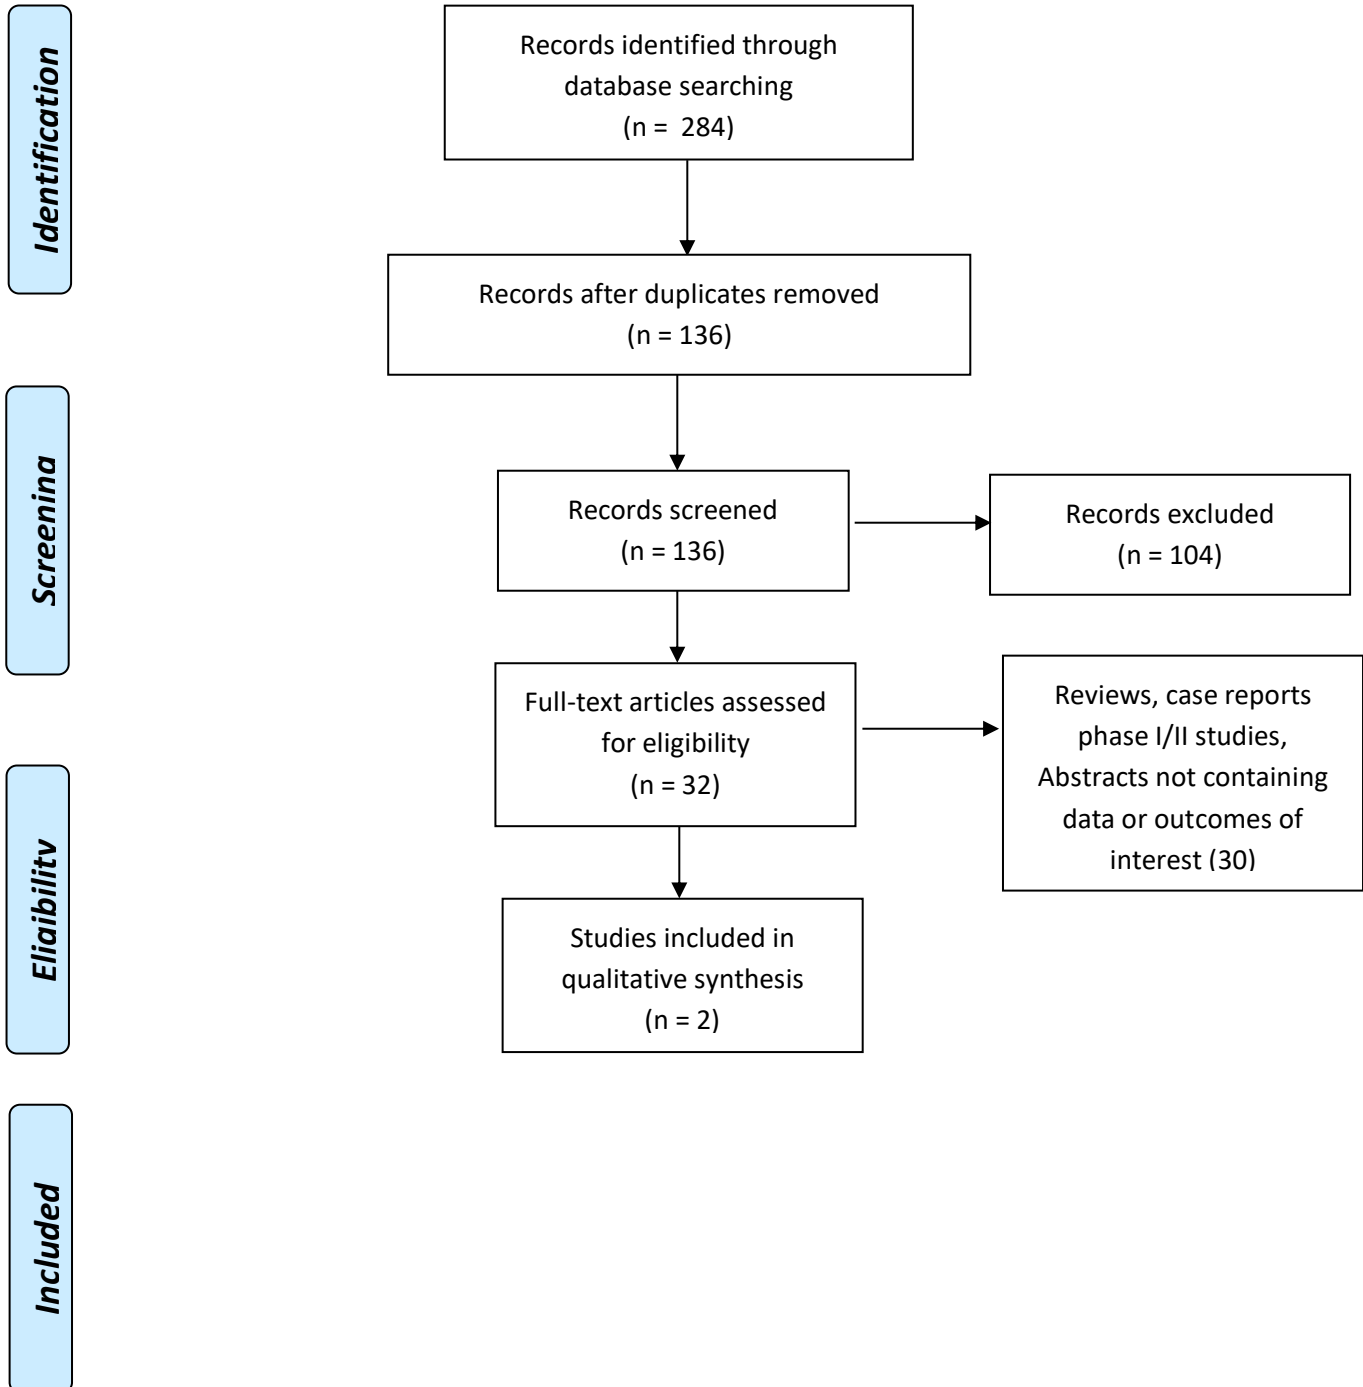 Identification
Records identified through
database searching
(n =  284)
Records after duplicates removed
(n = 136)
Screening
Records screened
(n = 136)
Records excluded
(n = 104)
Full-text articles assessed
for eligibility
(n = 32)
Reviews, case reports
phase I/II studies,
Abstracts not containing
data or outcomes of
interest (30)
Eligibility
Studies included in
qualitative synthesis
(n = 2)
Included